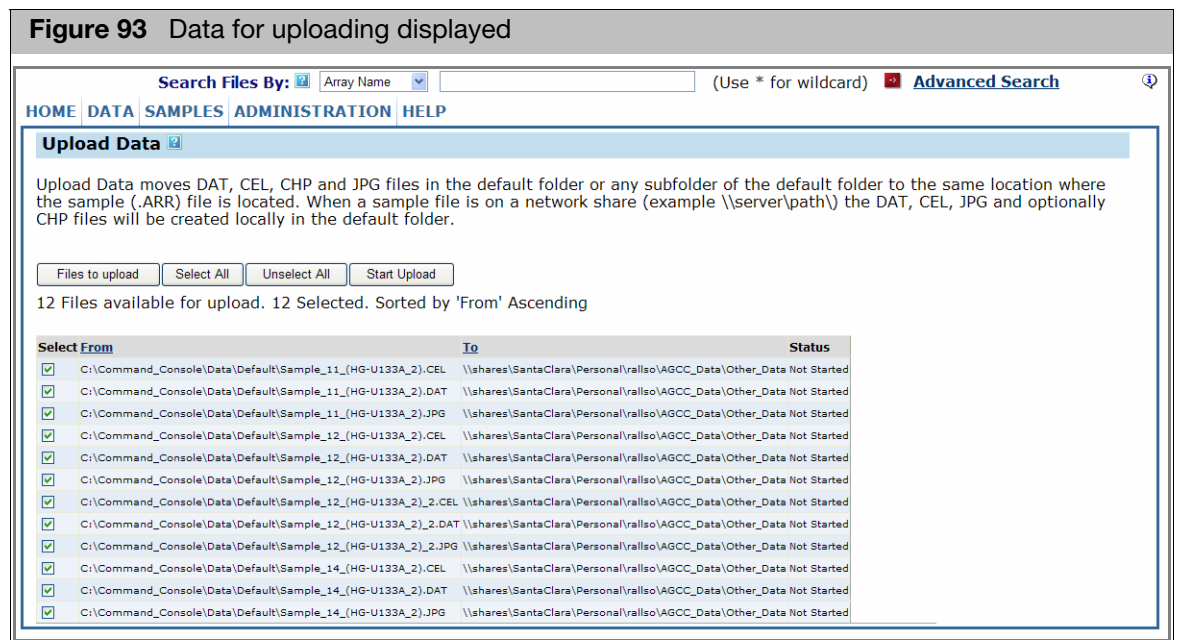 Figure 93 Data for uploading displayed
Search Files By: ? Array Name (Use * for wildcard) Advanced Search
HOME DATA SAMPLES ADMINISTRATION HELP
Upload Data ?
Upload Data moves DAT, CEL, CHP and JPG files in the default folder or any subfolder of the default folder to the same location where
the sample (.ARR) file is located. When a sample file is on a network share (example \\server\path\) the DAT, CEL, JPG and optionally
CHP files will be created locally in the default folder.
Files to upload Select All Unselect All Start Upload
12 Files available for upload. 12 Selected. Sorted by 'From' Ascending
Select From To Status
C:\Command_Console\Data\Default\Sample_11_(HG-U133A_2).CEL \\shares\SantaClara\Personal\rallso\AGCC_Data\Other_Data Not Started
C:\Command_Console\Data\Default\Sample_11_(HG-U133A_2).DAT \\shares\SantaClara\Personal\rallso\AGCC_Data\Other_Data Not Started
C:\Command_Console\Data\Default\Sample_11_(HG-U133A_2).JPG \\shares\SantaClara\Personal\rallso\AGCC_Data\Other_Data Not Started
C:\Command_Console\Data\Default\Sample_12_(HG-U133A_2).CEL \\shares\SantaClara\Personal\rallso\AGCC_Data\Other_Data Not Started
C:\Command_Console\Data\Default\Sample_12_(HG-U133A_2).DAT \\shares\SantaClara\Personal\rallso\AGCC_Data\Other_Data Not Started
C:\Command_Console\Data\Default\Sample_12_(HG-U133A_2).JPG \\shares\SantaClara\Personal\rallso\AGCC_Data\Other_Data Not Started
C:\Command_Console\Data\Default\Sample_12_(HG-U133A_2)_2.CEL \\shares\SantaClara\Personal\rallso\AGCC_Data\Other_Data Not Started
C:\Command_Console\Data\Default\Sample_12_(HG-U133A_2)_2.DAT \\shares\SantaClara\Personal\rallso\AGCC_Data\Other_Data Not Started
C:\Command_Console\Data\Default\Sample_12_(HG-U133A_2)_2.JPG \\shares\SantaClara\Personal\rallso\AGCC_Data\Other_Data Not Started
C:\Command_Console\Data\Default\Sample_14_(HG-U133A_2).CEL \\shares\SantaClara\Personal\rallso\AGCC_Data\Other_Data Not Started
C:\Command_Console\Data\Default\Sample_14_(HG-U133A_2).DAT \\shares\SantaClara\Personal\rallso\AGCC_Data\Other_Data Not Started
C:\Command_Console\Data\Default\Sample_14_(HG-U133A_2).JPG \\shares\SantaClara\Personal\rallso\AGCC_Data\Other_Data Not Started